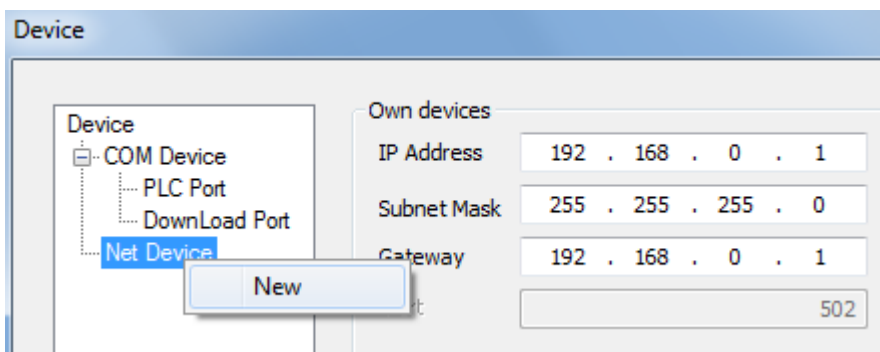 Device
Device
COM Device
PLC Port
DownLoad Port
Net Device
New
Own devices
IP Address 192 . 168 . 0 . 1
Subnet Mask 255 . 255 . 255 . 0
Gateway 192 . 168 . 0 . 1
502